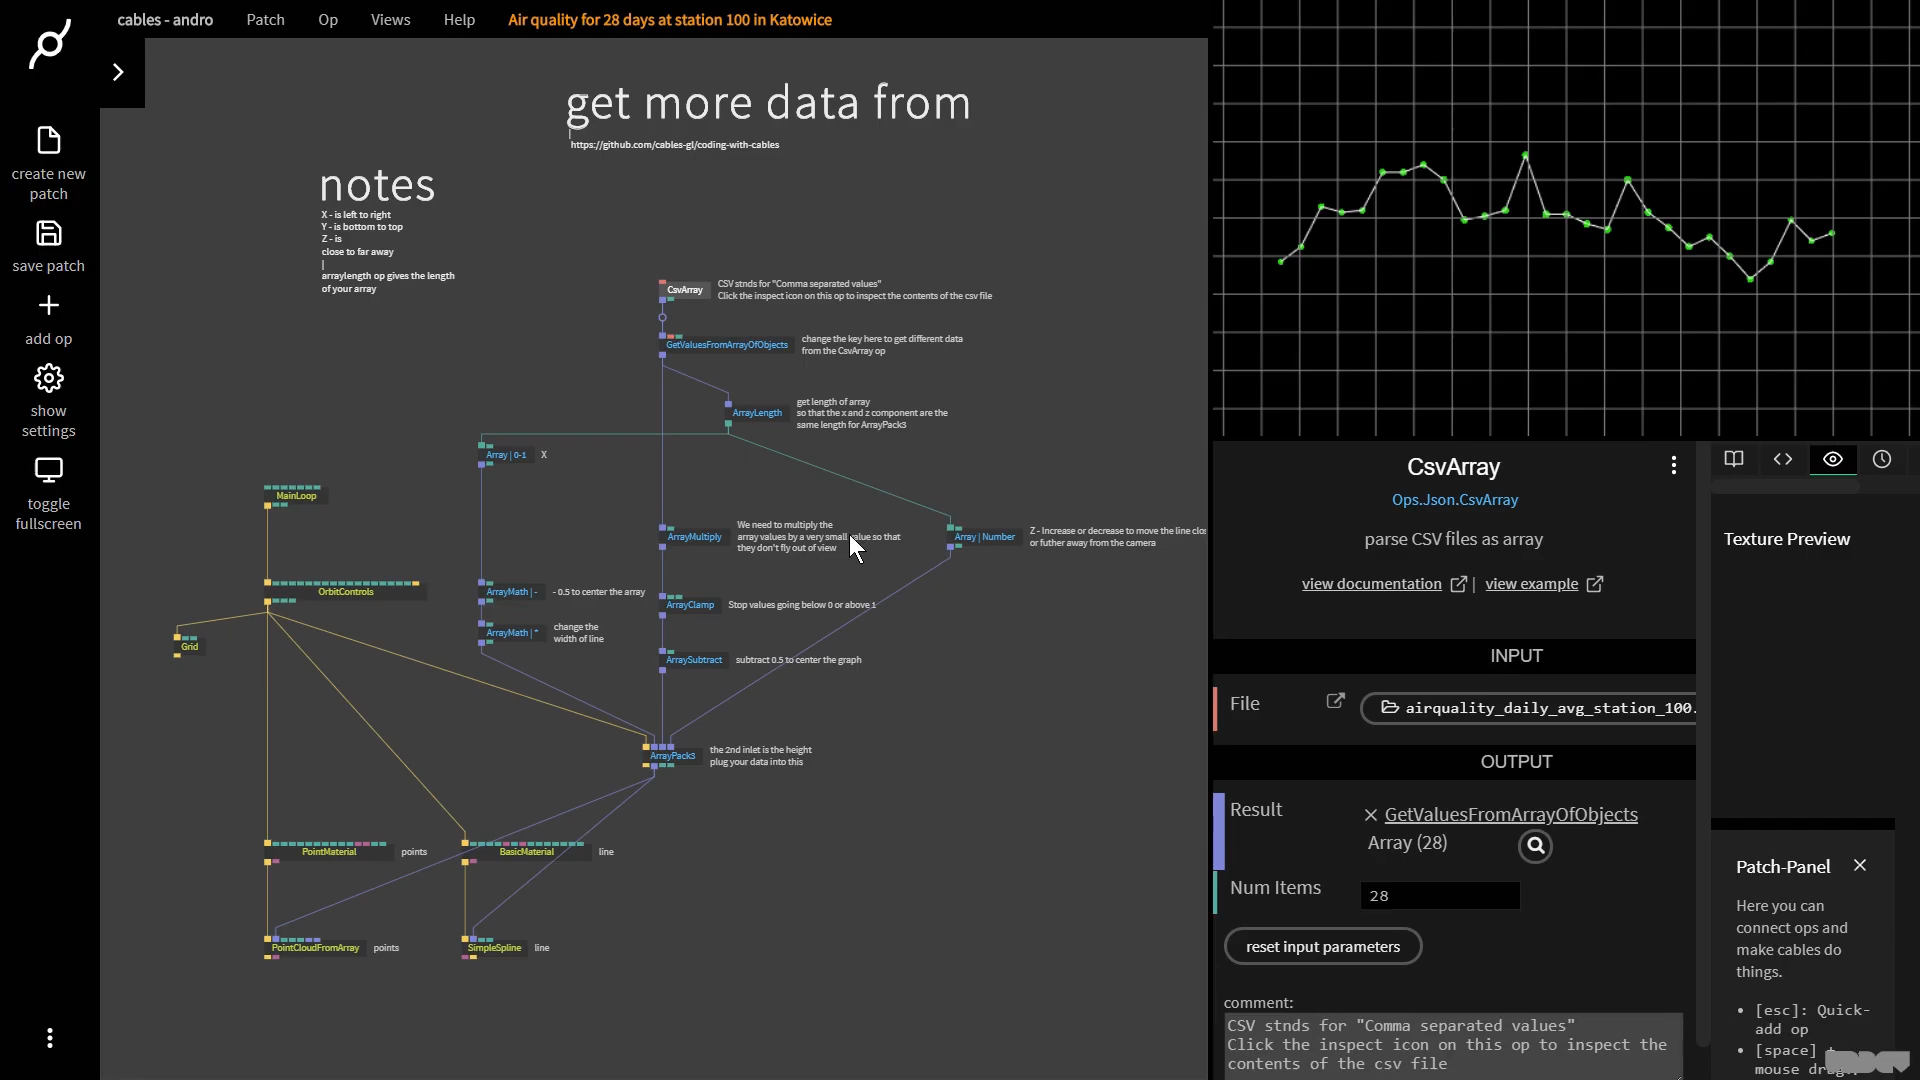 cables - andro
Patch
Op
Views
Help
Air quality for 28 days at station 100 in Katowice
create new
patch
save patch
add op
show
settings
toggle
fullscreen
get more data from
https://github.com/cables-gl/coding-with-cables
notes
X - is left to right
Y - is bottom to top
Z - is
close to far away
|
arraylength op gives the length
of your array
CsvArray
CSV stnds for "Comma separated values"
Click the inspect icon on this op to inspect the contents of the csv file
GetValuesFromArrayOfObjects
change the key here to get different data
from the CsvArray op
ArrayLength
get length of array
so that the x and z component are the
same length for ArrayPack3
Array | 0-1
X
MainLoop
ArrayMultiply
We need to multiply the
array values by a very small value so that
they don't fly out of view
Array | Number
Z - Increase or decrease to move the line clos
or futher away from the camera
OrbitControls
ArrayMath | -
- 0.5 to center the array
ArrayClamp
Stop values going below 0 or above 1
ArrayMath | *
change the
width of line
Grid
ArraySubtract
subtract 0.5 to center the graph
ArrayPack3
the 2nd inlet is the height
plug your data into this
PointMaterial
points
BasicMaterial
line
PointCloudFromArray
points
SimpleSpline
line
CsvArray
Ops.Json.CsvArray
parse CSV files as array
view documentation | view example
INPUT
File
airquality_daily_avg_station_100.
OUTPUT
Result
GetValuesFromArrayOfObjects
Array (28)
Num Items
28
reset input parameters
comment:
CSV stnds for "Comma separated values"
Click the inspect icon on this op to inspect the
contents of the csv file
Texture Preview
Patch-Panel
Here you can
connect ops and
make cables do
things.
• [esc]: Quick-
add op
• [space] +
mouse drag: